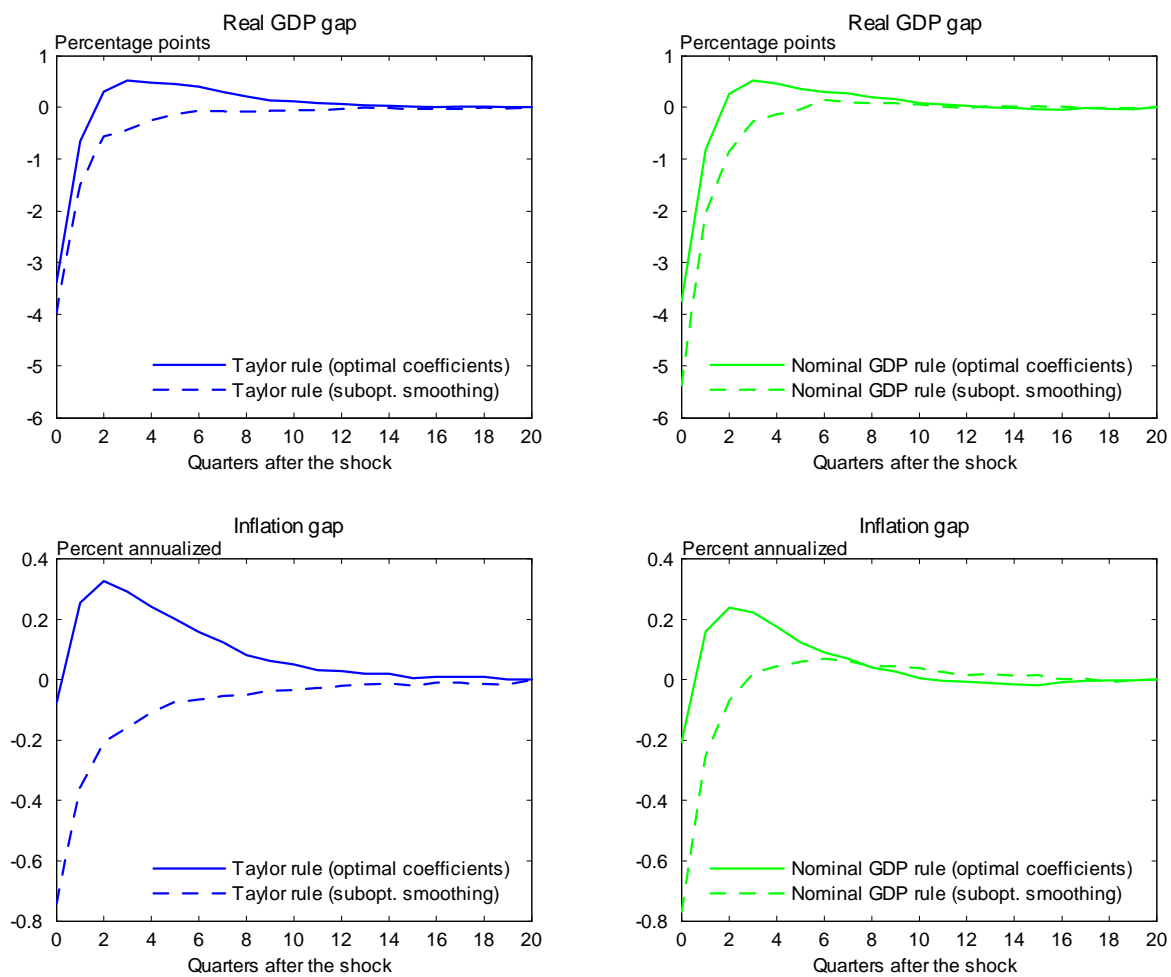 Real GDP gap
Percentage points
1
0
-1
-2
-3
-4
-5
-6
Taylor rule (optimal coefficients)
Taylor rule (subopt. smoothing)
0 2 4 6 8 10 12 14 16 18 20
Quarters after the shock
Real GDP gap
Percentage points
1
0
-1
-2
-3
-4
-5
-6
Nominal GDP rule (optimal coefficients)
Nominal GDP rule (subopt. smoothing)
0 2 4 6 8 10 12 14 16 18 20
Quarters after the shock
Inflation gap
Percent annualized
0.4
0.2
0
-0.2
-0.4
-0.6
-0.8
Taylor rule (optimal coefficients)
Taylor rule (subopt. smoothing)
0 2 4 6 8 10 12 14 16 18 20
Quarters after the shock
Inflation gap
Percent annualized
0.4
0.2
0
-0.2
-0.4
-0.6
-0.8
Nominal GDP rule (optimal coefficients)
Nominal GDP rule (subopt. smoothing)
0 2 4 6 8 10 12 14 16 18 20
Quarters after the shock